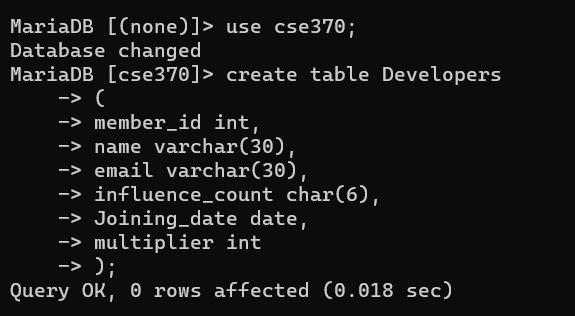 MariaDB [(none)]> use cse370;
Database changed
MariaDB [cse370]> create table Developers
    -> (
    -> member_id int,
    -> name varchar(30),
    -> email varchar(30),
    -> influence_count char(6),
    -> Joining_date date,
    -> multiplier int
    -> );
Query OK, 0 rows affected (0.018 sec)